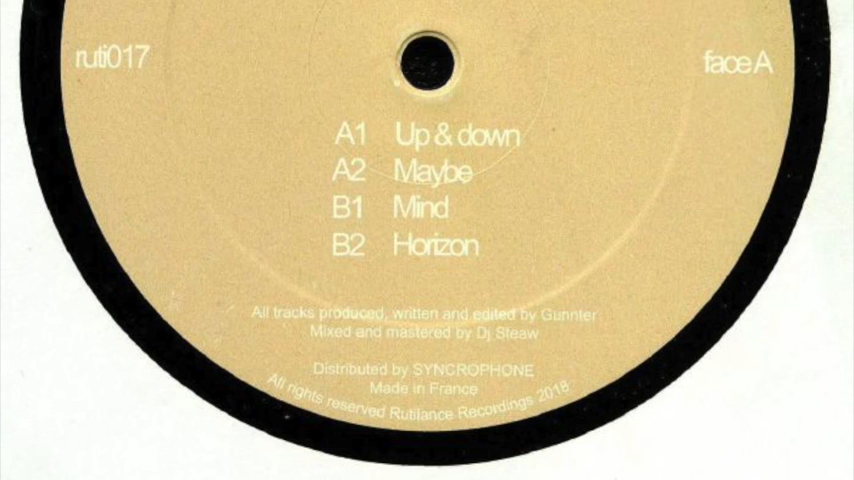 ruti017
face A
A1 Up & down
A2 Maybe
B1 Mind
B2 Horizon
All tracks produced, written and edited by Gunnter
Mixed and mastered by Dj Steaw
Distributed by SYNCROPHONE
Made in France
All rights reserved Rutilance Recordings 2018